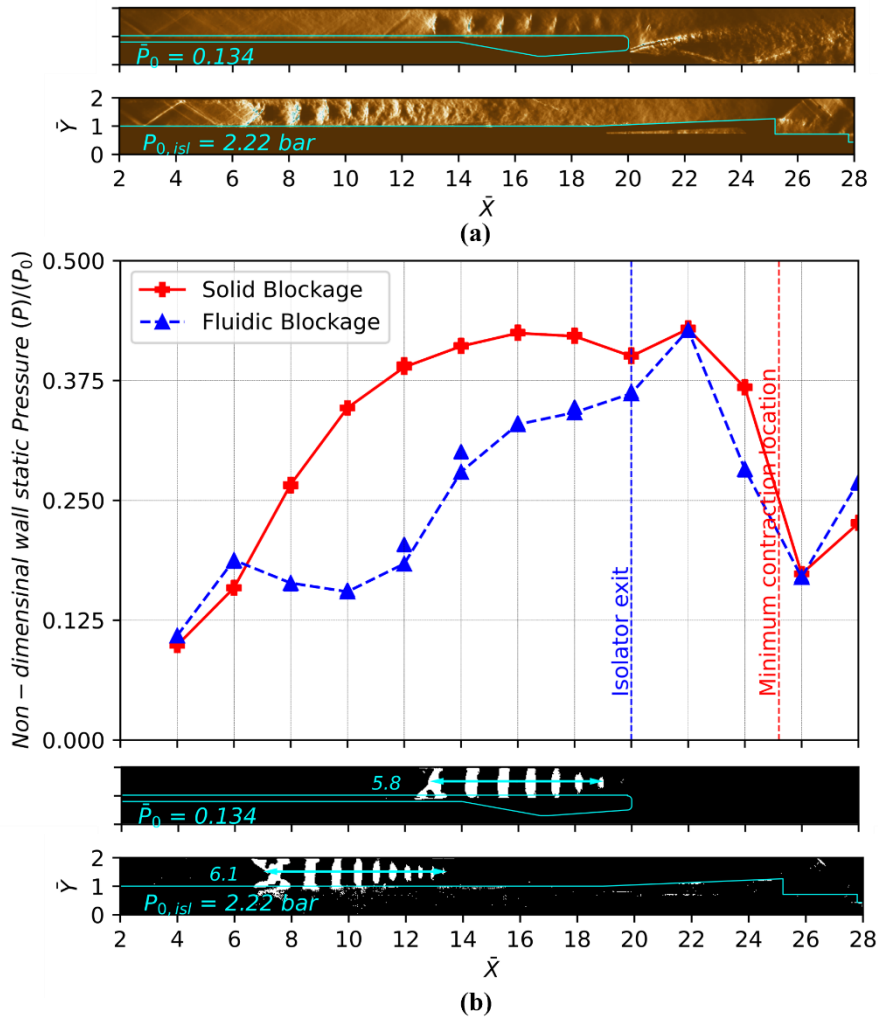 P̄0 = 0.134
2
1
0
Ȳ
P0,isl = 2.22 bar
2 4 6 8 10 12 14 16 18 20 22 24 26 28
X̄
(a)
0.500
0.375
0.250
0.125
0.000
Non − dimensinal wall static Pressure (P)/(P0)
Solid Blockage
Fluidic Blockage
Isolator exit
Minimum contraction location
5.8
P̄0 = 0.134
2
1
0
Ȳ
6.1
P0,isl = 2.22 bar
2 4 6 8 10 12 14 16 18 20 22 24 26 28
X̄
(b)